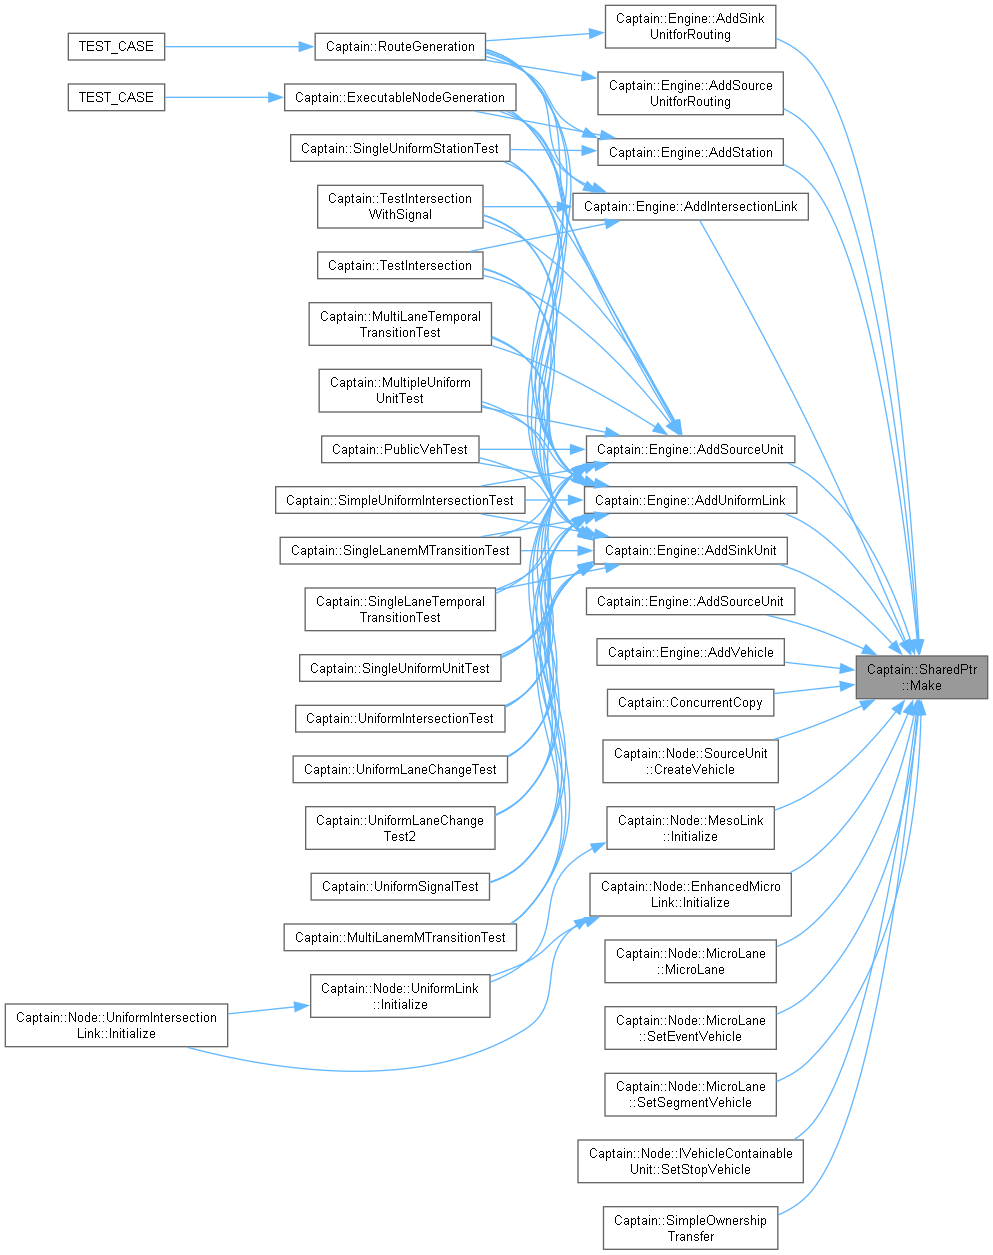 TEST_CASE
TEST_CASE
Captain::Node::UniformIntersection
Link::Initialize
Captain::RouteGeneration
Captain::ExecutableNodeGeneration
Captain::SingleUniformStationTest
Captain::TestIntersection
WithSignal
Captain::TestIntersection
Captain::MultiLaneTemporal
TransitionTest
Captain::MultipleUniform
UnitTest
Captain::PublicVehTest
Captain::SimpleUniformIntersectionTest
Captain::SingleLanemMTransitionTest
Captain::SingleLaneTemporal
TransitionTest
Captain::SingleUniformUnitTest
Captain::UniformIntersectionTest
Captain::UniformLaneChangeTest
Captain::UniformLaneChange
Test2
Captain::UniformSignalTest
Captain::MultiLanemMTransitionTest
Captain::Node::UniformLink
::Initialize
Captain::Engine::AddSink
UnitforRouting
Captain::Engine::AddSource
UnitforRouting
Captain::Engine::AddStation
Captain::Engine::AddIntersectionLink
Captain::Engine::AddSourceUnit
Captain::Engine::AddUniformLink
Captain::Engine::AddSinkUnit
Captain::Engine::AddSourceUnit
Captain::Engine::AddVehicle
Captain::ConcurrentCopy
Captain::Node::SourceUnit
::CreateVehicle
Captain::Node::MesoLink
::Initialize
Captain::Node::EnhancedMicro
Link::Initialize
Captain::Node::MicroLane
::MicroLane
Captain::Node::MicroLane
::SetEventVehicle
Captain::Node::MicroLane
::SetSegmentVehicle
Captain::Node::IVehicleContainable
Unit::SetStopVehicle
Captain::SimpleOwnership
Transfer
Captain::SharedPtr
::Make